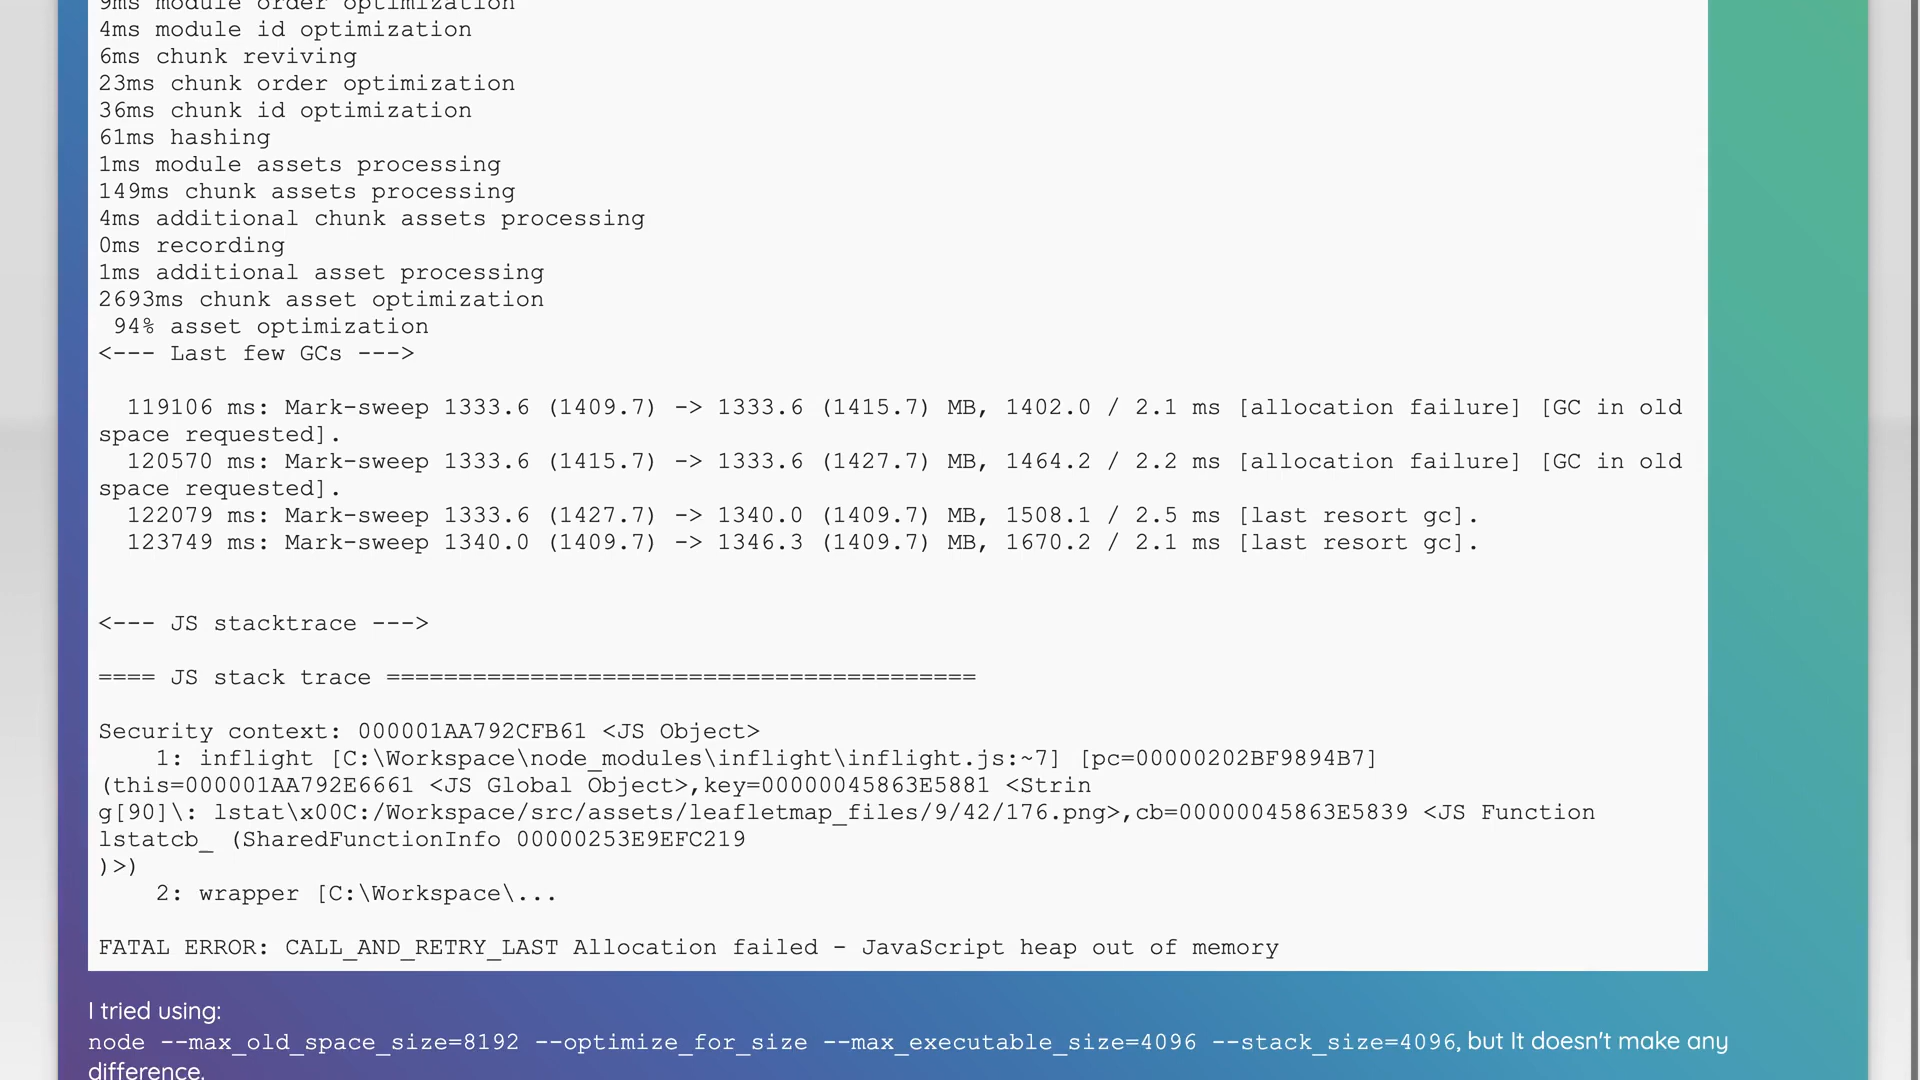 9ms module order optimization
4ms module id optimization
6ms chunk reviving
23ms chunk order optimization
36ms chunk id optimization
61ms hashing
1ms module assets processing
149ms chunk assets processing
4ms additional chunk assets processing
0ms recording
1ms additional asset processing
2693ms chunk asset optimization
94% asset optimization
<--- Last few GCs --->
119106 ms: Mark-sweep 1333.6 (1409.7) -> 1333.6 (1415.7) MB, 1402.0 / 2.1 ms [allocation failure] [GC in old
space requested].
120570 ms: Mark-sweep 1333.6 (1415.7) -> 1333.6 (1427.7) MB, 1464.2 / 2.2 ms [allocation failure] [GC in old
space requested].
122079 ms: Mark-sweep 1333.6 (1427.7) -> 1340.0 (1409.7) MB, 1508.1 / 2.5 ms [last resort gc].
123749 ms: Mark-sweep 1340.0 (1409.7) -> 1346.3 (1409.7) MB, 1670.2 / 2.1 ms [last resort gc].
<--- JS stacktrace --->
==== JS stack trace =========================================
Security context: 000001AA792CFB61 <JS Object>
1: inflight [C:\Workspace\node_modules\inflight\inflight.js:~7] [pc=00000202BF9894B7]
(this=000001AA792E6661 <JS Global Object>,key=00000045863E5881 <Strin
g[90]\: lstat\x00C:/Workspace/src/assets/leafletmap_files/9/42/176.png>,cb=00000045863E5839 <JS Function
lstatcb_ (SharedFunctionInfo 00000253E9EFC219
)>)
2: wrapper [C:\Workspace\...
FATAL ERROR: CALL_AND_RETRY_LAST Allocation failed - JavaScript heap out of memory
I tried using:
node --max_old_space_size=8192 --optimize_for_size --max_executable_size=4096 --stack_size=4096, but It doesn't make any
difference.